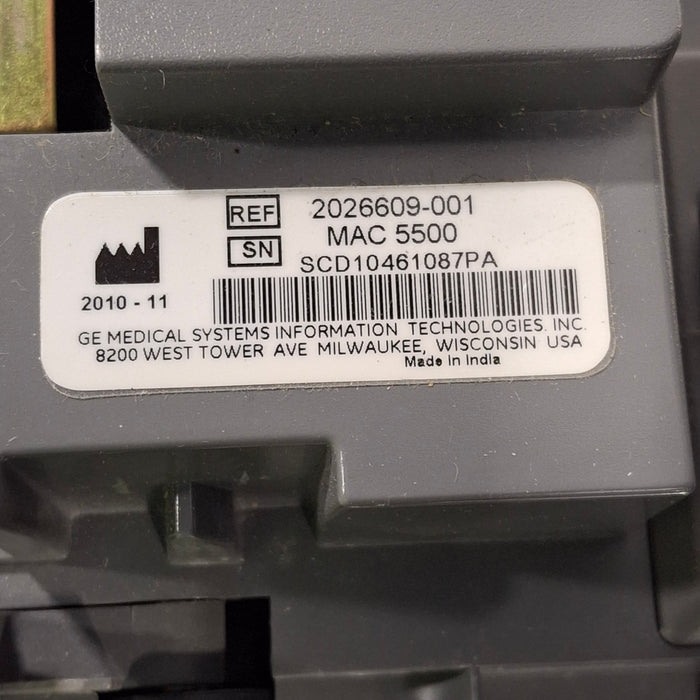 REF 2026609-001
MAC 5500
SN SCD10461087PA
2010 - 11
GE MEDICAL SYSTEMS INFORMATION TECHNOLOGIES. INC.
8200 WEST TOWER AVE MILWAUKEE, WISCONSIN USA
Made In India